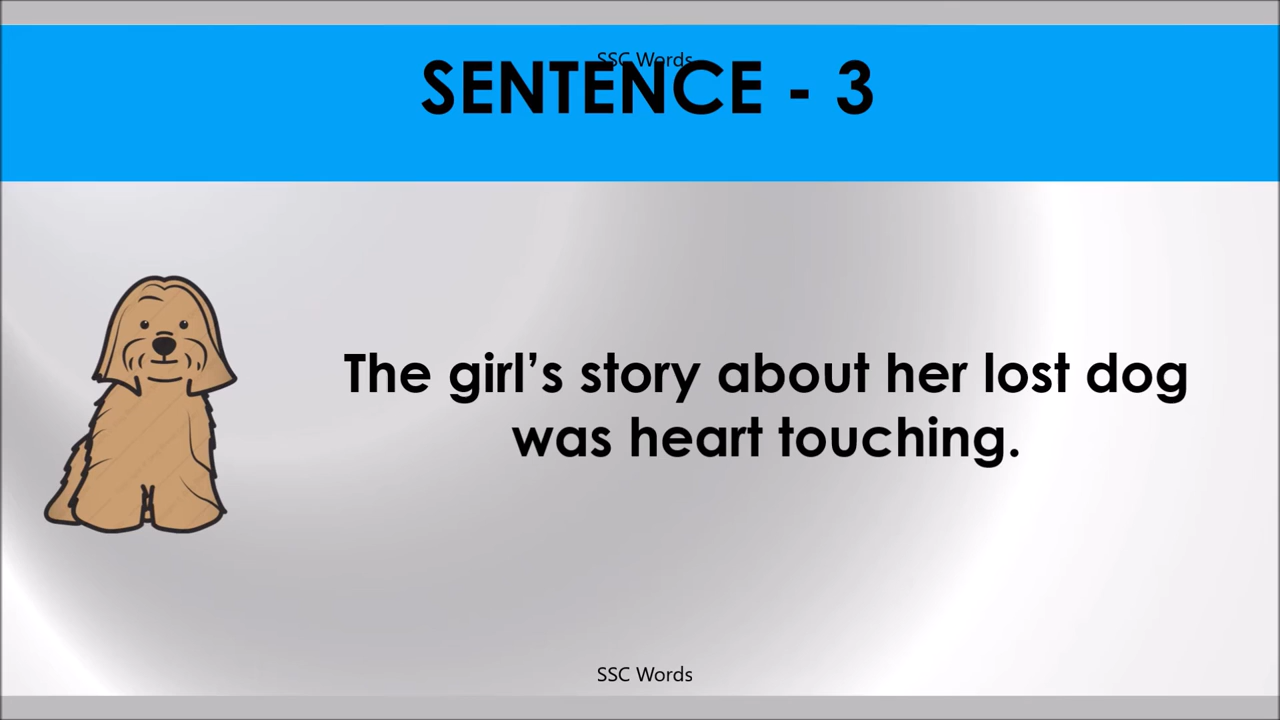 SSC Words
SENTENCE - 3
The girl’s story about her lost dog
was heart touching.
SSC Words